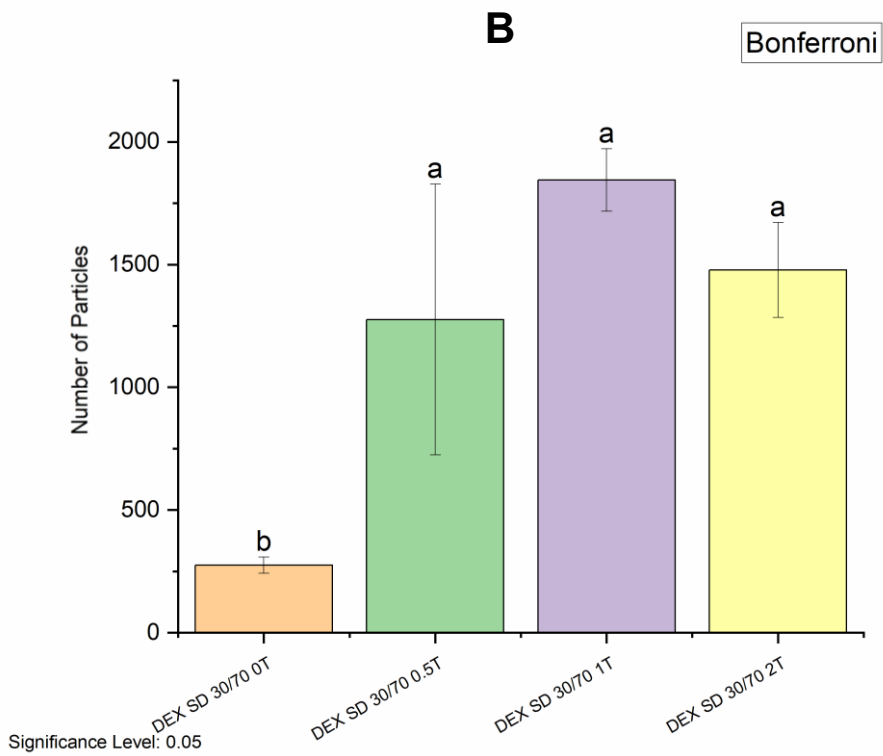 B
Bonferroni
Number of Particles
2000
1500
1000
500
0
b
a
a
a
DEX SD 30/70 0T
DEX SD 30/70 0.5T
DEX SD 30/70 1T
DEX SD 30/70 2T
Significance Level: 0.05